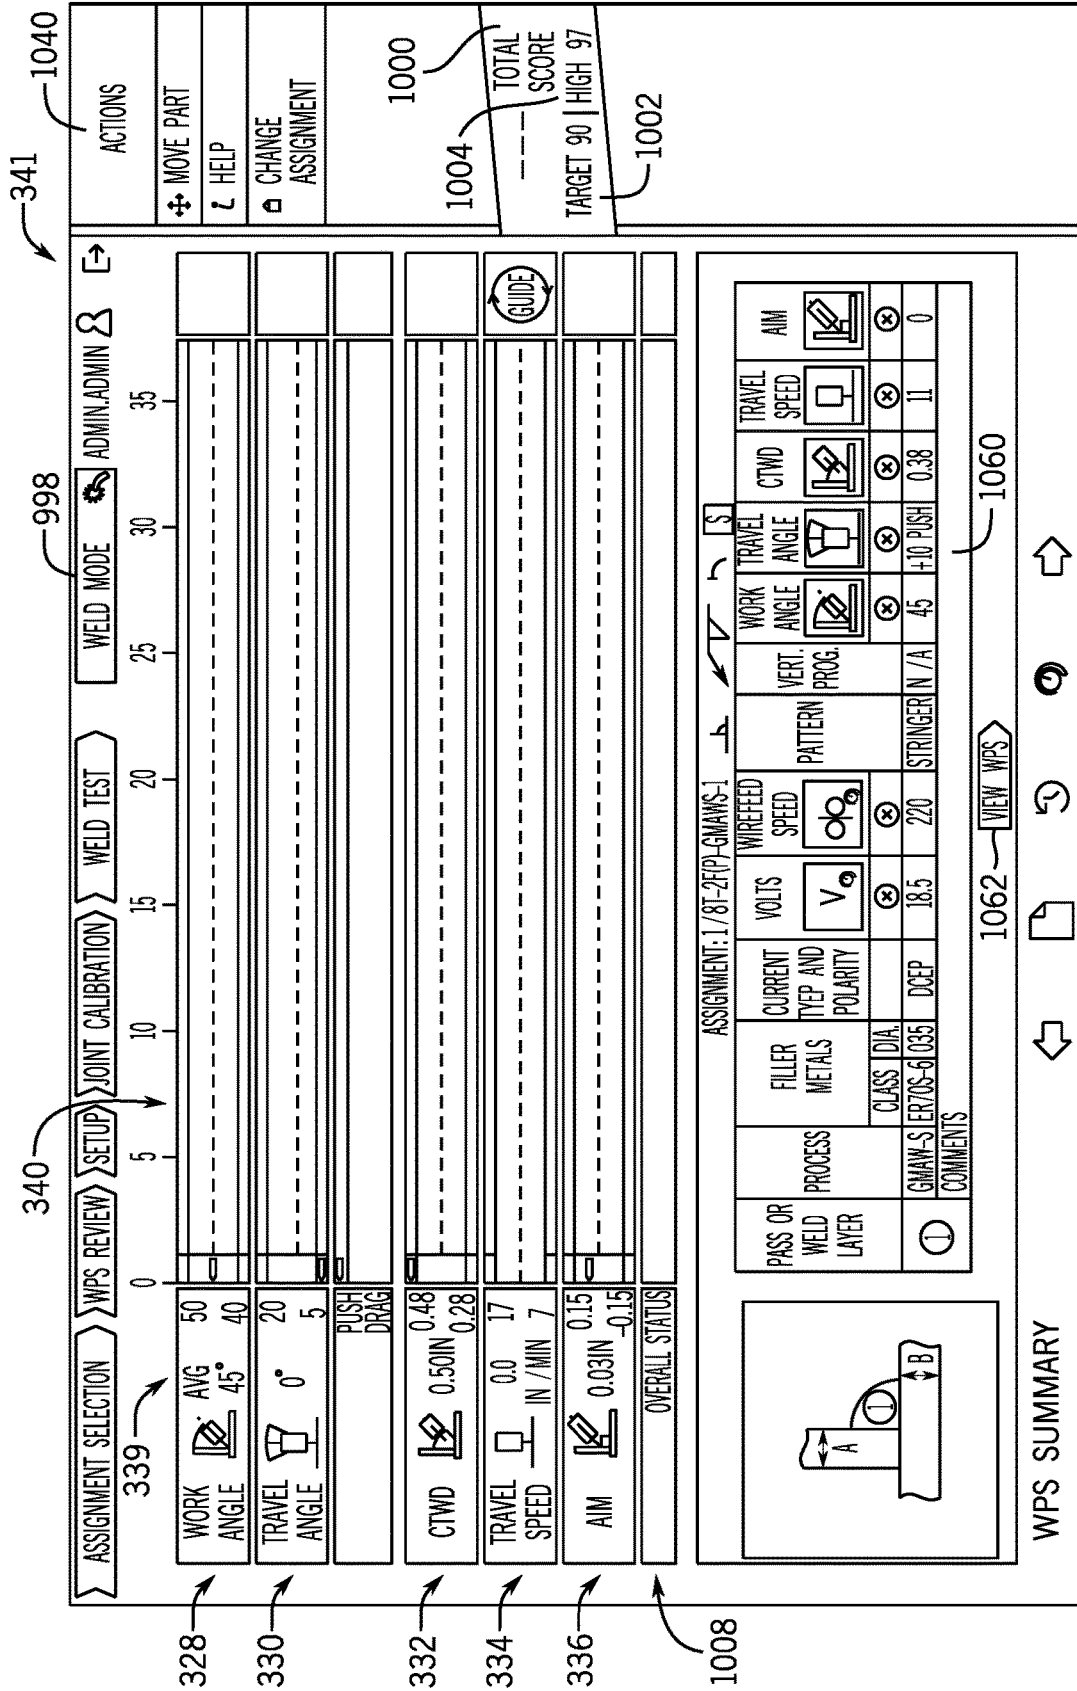 341
998
1040
ASSIGNMENT SELECTION
WPS REVIEW
SETUP
JOINT CALIBRATION
WELD TEST
WELD MODE
ADMIN.ADMIN
ACTIONS
MOVE PART
i HELP
CHANGE
ASSIGNMENT
339
340
0 5 10 15 20 25 30 35
328
WORK
ANGLE
AVG
45°
50
40
330
TRAVEL
ANGLE
0°
20
5
PUSH
DRAG
332
CTWD
0.50IN
0.48
0.28
334
TRAVEL
SPEED
0.0
IN /MIN
17
7
GUIDE
336
AIM
0.03IN
0.15
-0.15
1008
OVERALL STATUS
1000
1004
--- TOTAL
SCORE
TARGET 90 | HIGH 97
1002
ASSIGNMENT: 1 /8T-2F(P)-GMAWS-1
S
A
1
B
PASS OR
WELD
LAYER
PROCESS
FILLER
METALS
CLASS DIA.
CURRENT
TYEP AND
POLARITY
VOLTS
V
WIREFEED
SPEED
PATTERN
VERT.
PROG.
WORK
ANGLE
TRAVEL
ANGLE
CTWD
TRAVEL
SPEED
AIM
1 GMAW-S ER70S-6 035 DCEP 18.5 220 STRINGER N /A 45 +10 PUSH 0.38 11 0
COMMENTS
1060
1062
VIEW WPS
WPS SUMMARY